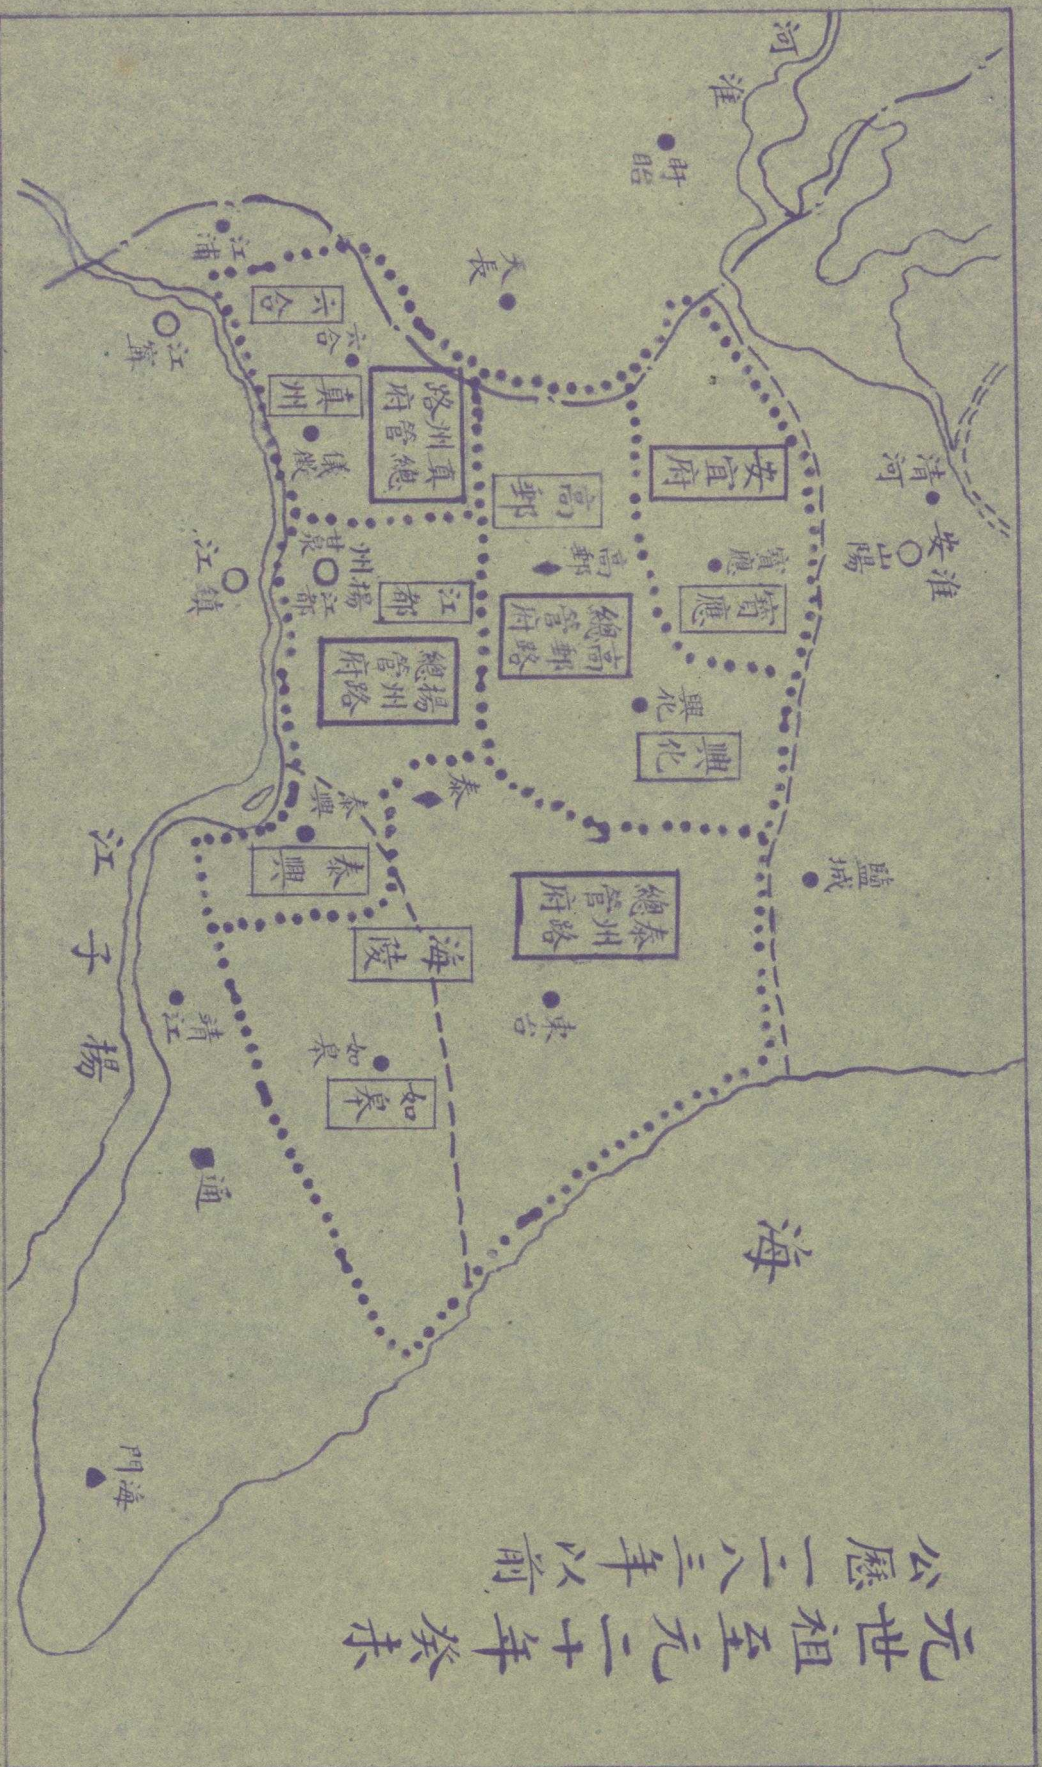 元世祖至元二十年癸未
公曆一二八三年以前
海
河
淮
盱眙
天長
清河
淮安
山陽
鹽城
安宜府
寶應
寶應
高郵
高郵
高郵路總管府
興化
興化
真州路總管府
江浦
六合
六合
真州
儀徵
江寧
揚州
江都
甘泉
江都
揚州路總管府
鎮江
泰
泰興
泰興
泰州路總管府
東台
海陵
如皋
如皋
靖江
通
海門
揚子江